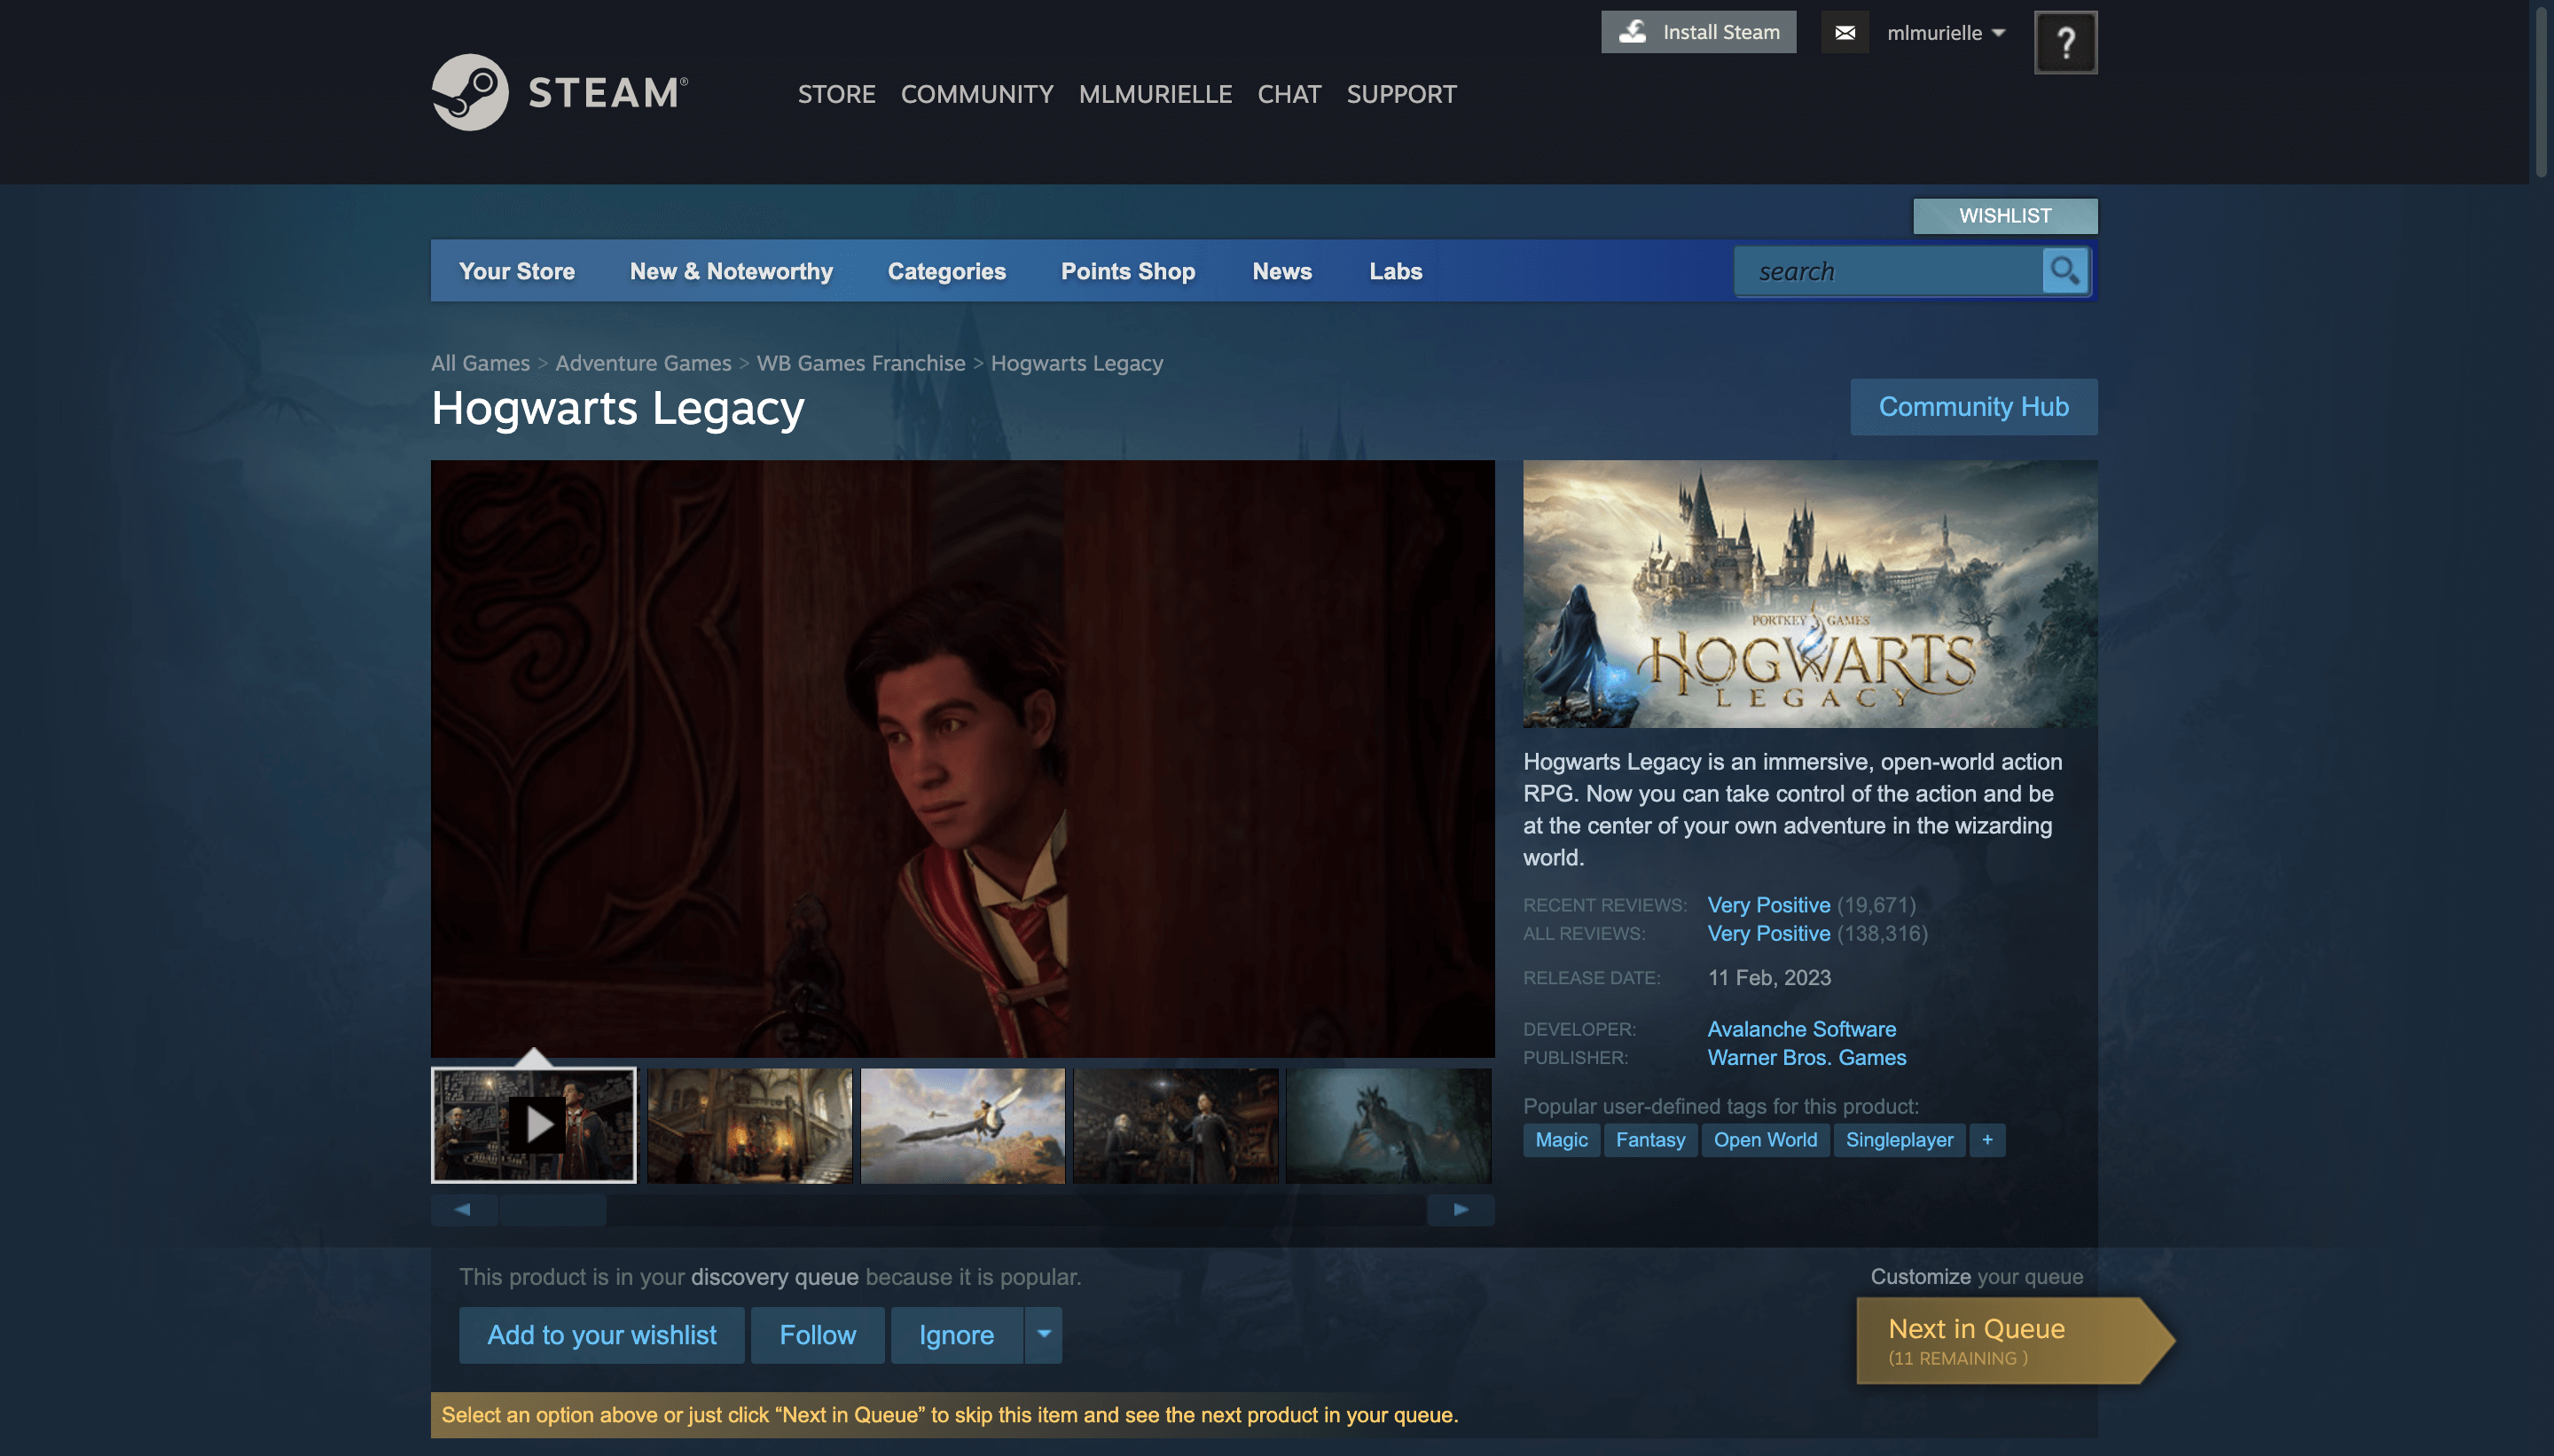 Install Steam
mlmurielle
?
STEAM®
STORE COMMUNITY MLMURIELLE CHAT SUPPORT
WISHLIST
Your Store New & Noteworthy Categories Points Shop News Labs
search
All Games > Adventure Games > WB Games Franchise > Hogwarts Legacy
Hogwarts Legacy
Community Hub
PORTKEY GAMES
HOGWARTS
LEGACY
Hogwarts Legacy is an immersive, open-world action
RPG. Now you can take control of the action and be
at the center of your own adventure in the wizarding
world.
RECENT REVIEWS: Very Positive (19,671)
ALL REVIEWS: Very Positive (138,316)
RELEASE DATE: 11 Feb, 2023
DEVELOPER: Avalanche Software
PUBLISHER: Warner Bros. Games
Popular user-defined tags for this product:
Magic Fantasy Open World Singleplayer +
This product is in your discovery queue because it is popular.
Add to your wishlist Follow Ignore
Customize your queue
Next in Queue
(11 REMAINING )
Select an option above or just click “Next in Queue” to skip this item and see the next product in your queue.